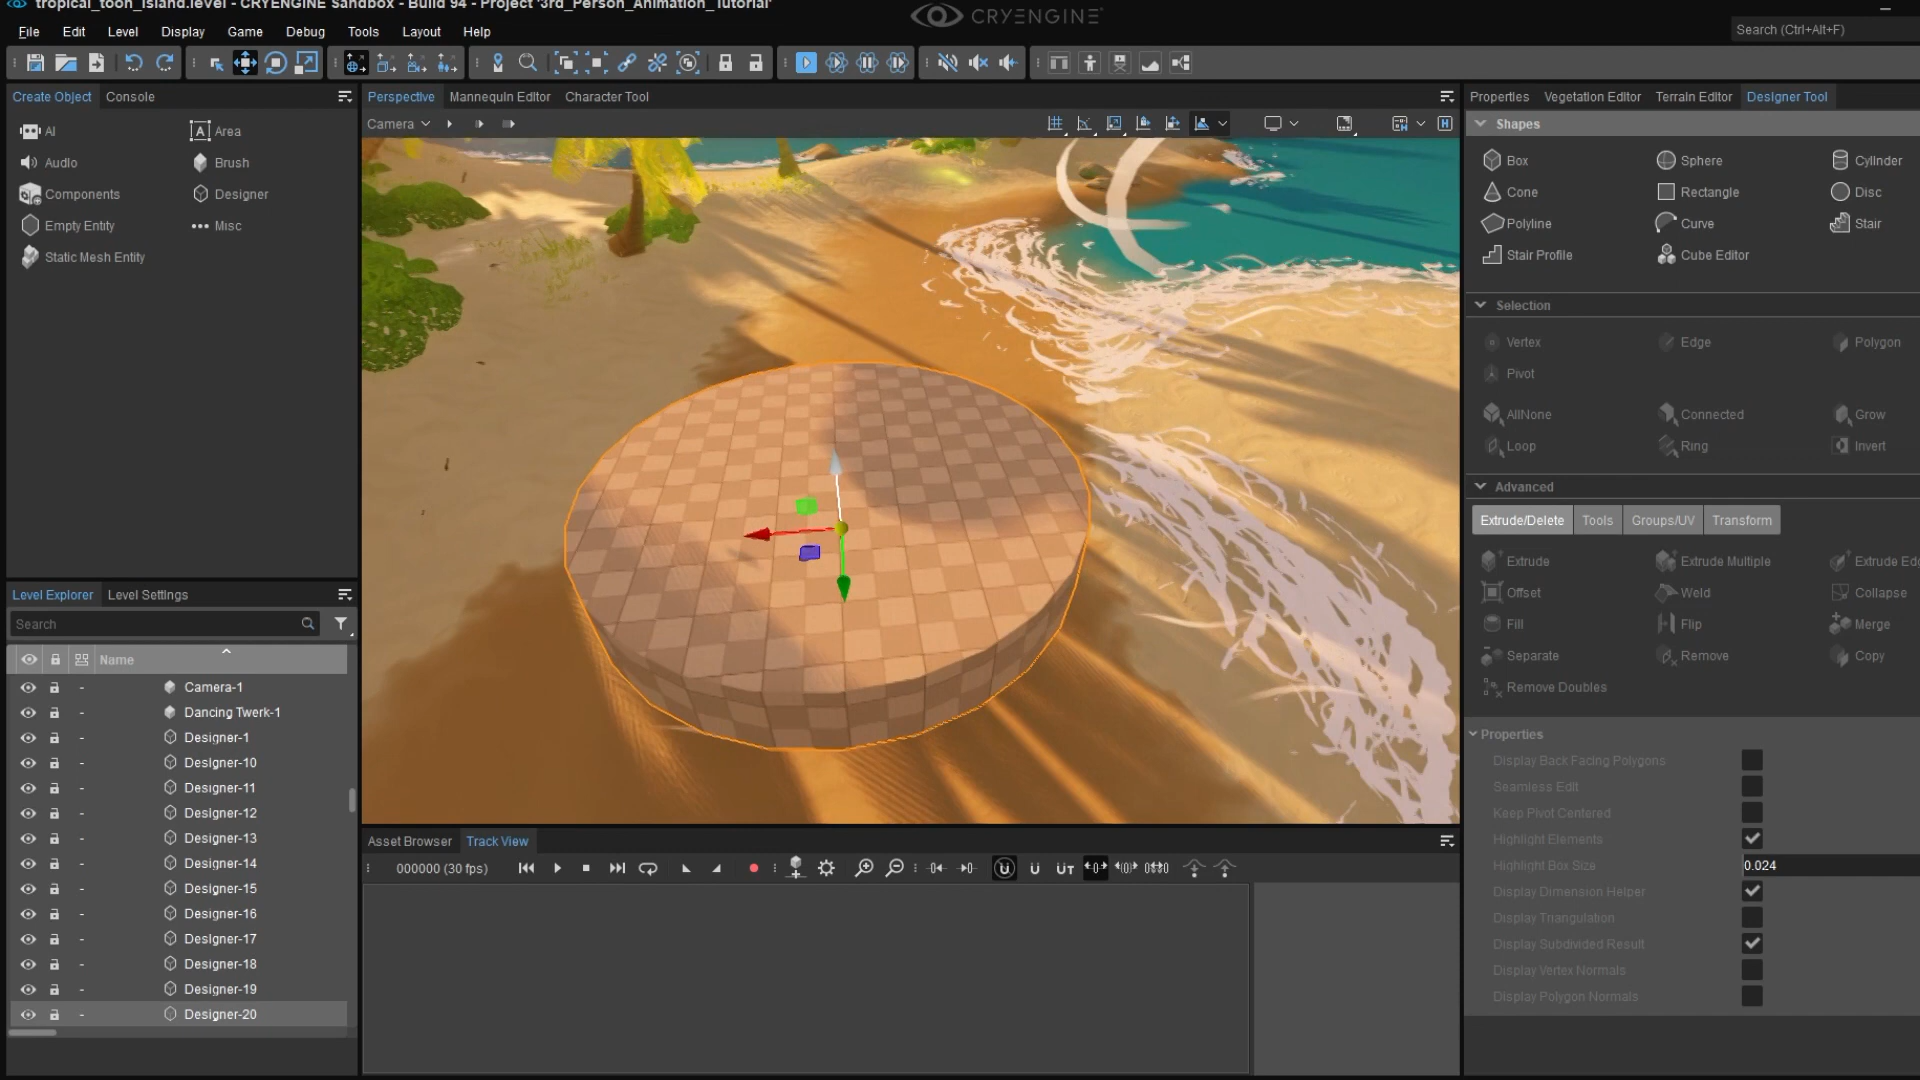 tropical_toon_island.level - CRYENGINE Sandbox - Build 94 - Project '3rd_Person_Animation_Tutorial'
CRYENGINE
Search (Ctrl+Alt+F)
File Edit Level Display Game Debug Tools Layout Help
Create Object Console
AI Area
Audio Brush
Components Designer
Empty Entity Misc
Static Mesh Entity
Perspective Mannequin Editor Character Tool
Camera
Properties Vegetation Editor Terrain Editor Designer Tool
Shapes
Box Sphere Cylinder
Cone Rectangle Disc
Polyline Curve Stair
Stair Profile Cube Editor
Selection
Vertex Edge Polygon
Pivot
AllNone Connected Grow
Loop Ring Invert
Advanced
Extrude/Delete Tools Groups/UV Transform
Extrude Extrude Multiple Extrude Edg
Offset Weld Collapse
Fill Flip Merge
Separate Remove Copy
Remove Doubles
Properties
Display Back Facing Polygons
Seamless Edit
Keep Pivot Centered
Highlight Elements
Highlight Box Size 0.024
Display Dimension Helper
Display Triangulation
Display Subdivided Result
Display Vertex Normals
Display Polygon Normals
Level Explorer Level Settings
Search
Name
Camera-1
Dancing Twerk-1
Designer-1
Designer-10
Designer-11
Designer-12
Designer-13
Designer-14
Designer-15
Designer-16
Designer-17
Designer-18
Designer-19
Designer-20
Asset Browser Track View
000000 (30 fps)